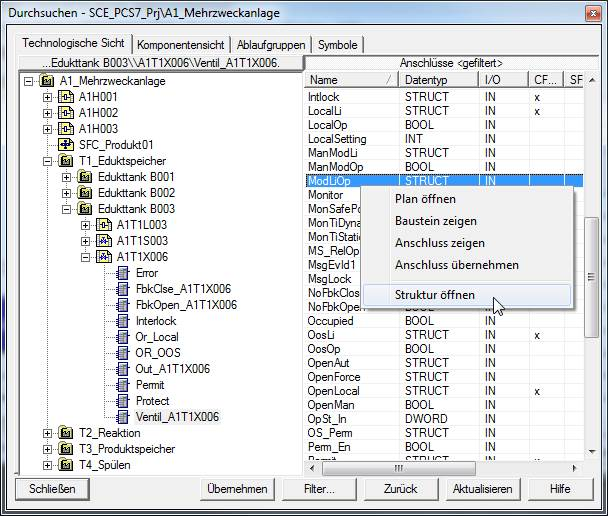 Durchsuchen - SCE_PCS7_Prj\A1_Mehrzweckanlage
Technologische Sicht Komponentensicht Ablaufgruppen Symbole
...Edukttank B003\\A1T1X006\Ventil_A1T1X006.
Anschlüsse <gefiltert>
A1_Mehrzweckanlage
A1H001
A1H002
A1H003
SFC_Produkt01
T1_Eduktspeicher
Edukttank B001
Edukttank B002
Edukttank B003
A1T1L003
A1T1S003
A1T1X006
Error
FbkClse_A1T1X006
FbkOpen_A1T1X006
Interlock
Or_Local
OR_OOS
Out_A1T1X006
Permit
Protect
Ventil_A1T1X006
T2_Reaktion
T3_Produktspeicher
T4_Spülen
Name Datentyp I/O CF... SF
Intlock STRUCT IN x
LocalLi STRUCT IN x
LocalOp BOOL IN
LocalSetting INT IN
ManModLi STRUCT IN
ManModOp BOOL IN
ModLiOp STRUCT IN
Monitor
MonSafePo
MonTiDyna
MonTiStatic
MS_RelOp
MsgEvId1
MsgLock
NoFbkClos
NoFbkOpen
Occupied BOOL IN
OosLi STRUCT IN x
OosOp BOOL IN
OpenAut STRUCT IN
OpenForce STRUCT IN
OpenLocal STRUCT IN x
OpenMan BOOL IN
OpSt_In DWORD IN
OS_Perm STRUCT IN
Perm_En BOOL IN
Permit STRUCT IN x
Plan öffnen
Baustein zeigen
Anschluss zeigen
Anschluss übernehmen
Struktur öffnen
Schließen Übernehmen Filter... Zurück Aktualisieren Hilfe